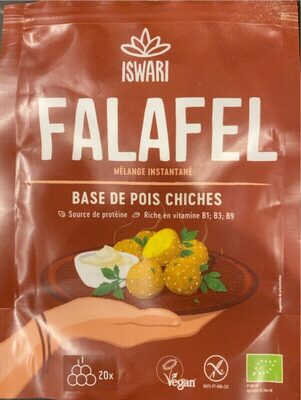 ISWARI
FALAFEL
MÉLANGE INSTANTANÉ
BASE DE POIS CHICHES
Source de protéine Riche en vitamine B1; B3; B9
20x
Vegan